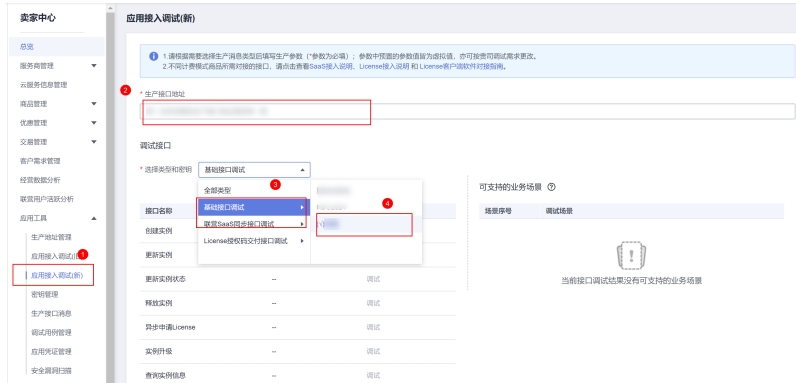 卖家中心
总览
服务商管理
云服务信息管理
商品管理
优惠管理
交易管理
客户需求管理
经营数据分析
联营用户活跃分析
应用工具
生产地址管理
应用接入调试(旧
1
应用接入调试(新)
密钥管理
生产接口消息
调试用例管理
应用凭证管理
安全漏洞扫描
应用接入调试(新)
1.请根据需要选择生产消息类型后填写生产参数（*参数为必填）；参数中预置的参数值皆为虚拟值，亦可按贵司调试需求更改。
2.不同计费模式商品所需对接的接口，请点击查看SaaS接入说明、License接入说明 和 License客户端软件对接指南。
2
* 生产接口地址
调试接口
* 选择类型和密钥
基础接口调试
全部类型
3
基础接口调试
联营SaaS同步接口调试
License授权码交付接口调试
4
接口名称
创建实例
更新实例
更新实例状态 -- 调试
释放实例 -- 调试
异步申请License -- 调试
实例升级 -- 调试
查询实例信息 -- 调试
可支持的业务场景
场景序号 调试场景
当前接口调试结果没有可支持的业务场景